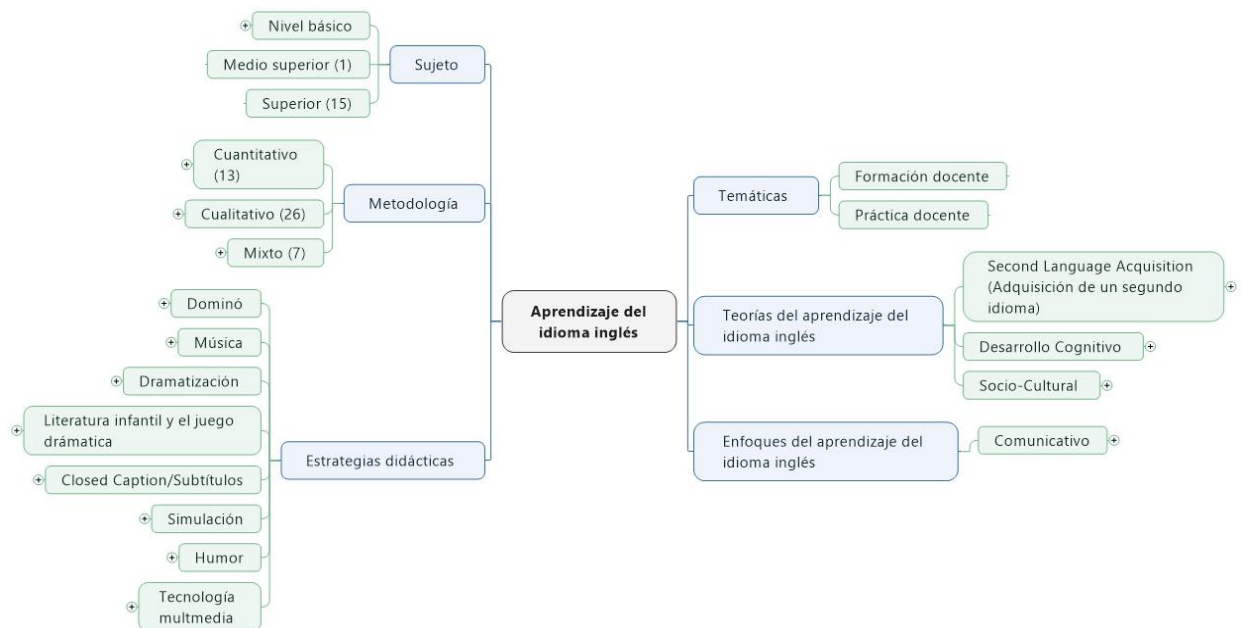 Nivel básico
Medio superior (1)
Superior (15)
Sujeto
Cuantitativo
(13)
Cualitativo (26)
Mixto (7)
Metodología
Dominó
Música
Dramatización
Literatura infantil y el juego
drámatica
Closed Caption/Subtítulos
Simulación
Humor
Tecnología
multmedia
Estrategias didácticas
Aprendizaje del
idioma inglés
Temáticas
Formación docente
Práctica docente
Teorías del aprendizaje del
idioma inglés
Second Language Acquisition
(Adquisición de un segundo
idioma)
Desarrollo Cognitivo
Socio-Cultural
Enfoques del aprendizaje del
idioma inglés
Comunicativo